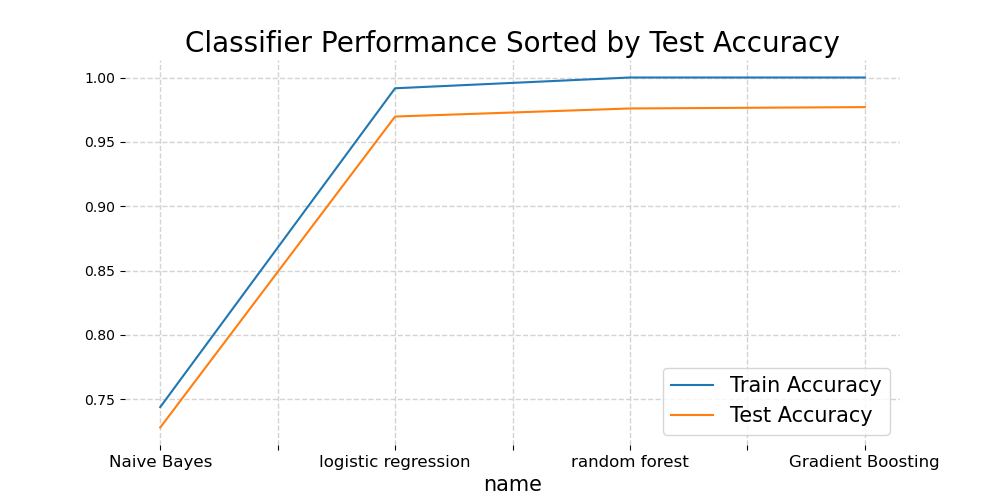 Classifier Performance Sorted by Test Accuracy
1.00
0.95
0.90
0.85
0.80
0.75
Train Accuracy
Test Accuracy
Naive Bayes logistic regression random forest Gradient Boosting
name